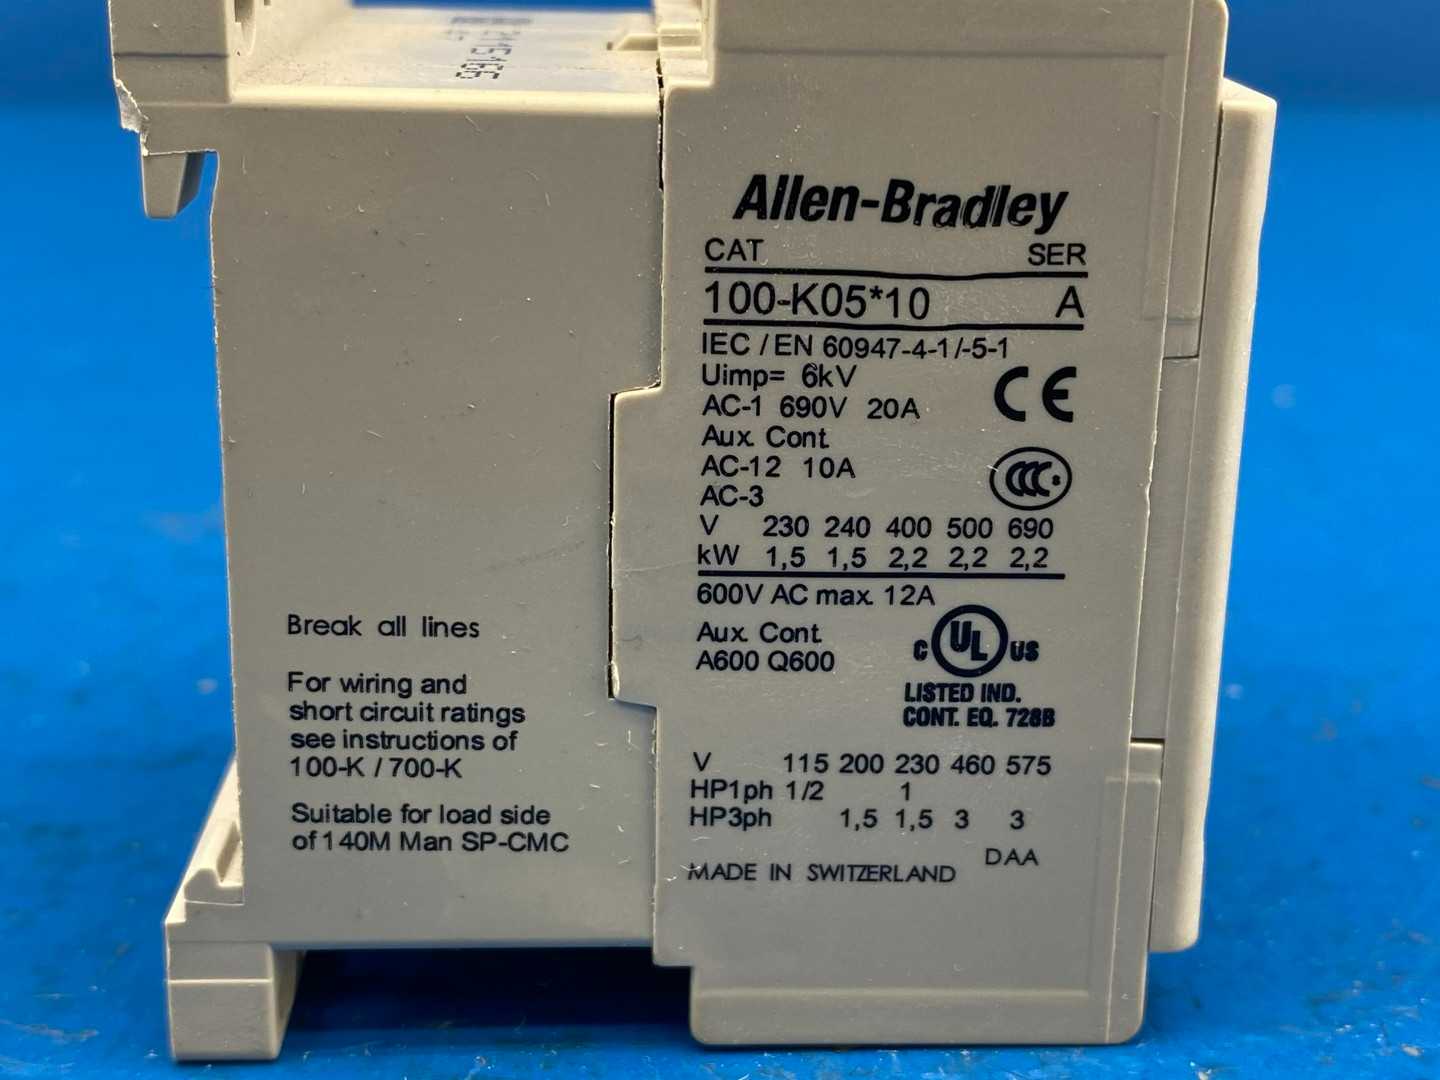 2115166
Allen-Bradley
CAT SER
100-K05*10 A
IEC / EN 60947-4-1/-5-1
Uimp= 6kV
CE
AC-1 690V 20A
Aux. Cont.
AC-12 10A
CCC
AC-3
V 230 240 400 500 690
kW 1,5 1,5 2,2 2,2 2,2
600V AC max. 12A
Aux. Cont.
A600 Q600
C UL US
LISTED IND.
CONT. EQ. 728B
V 115 200 230 460 575
HP1ph 1/2 1
HP3ph 1,5 1,5 3 3
DAA
MADE IN SWITZERLAND
Break all lines
For wiring and
short circuit ratings
see instructions of
100-K / 700-K
Suitable for load side
of 140M Man SP-CMC